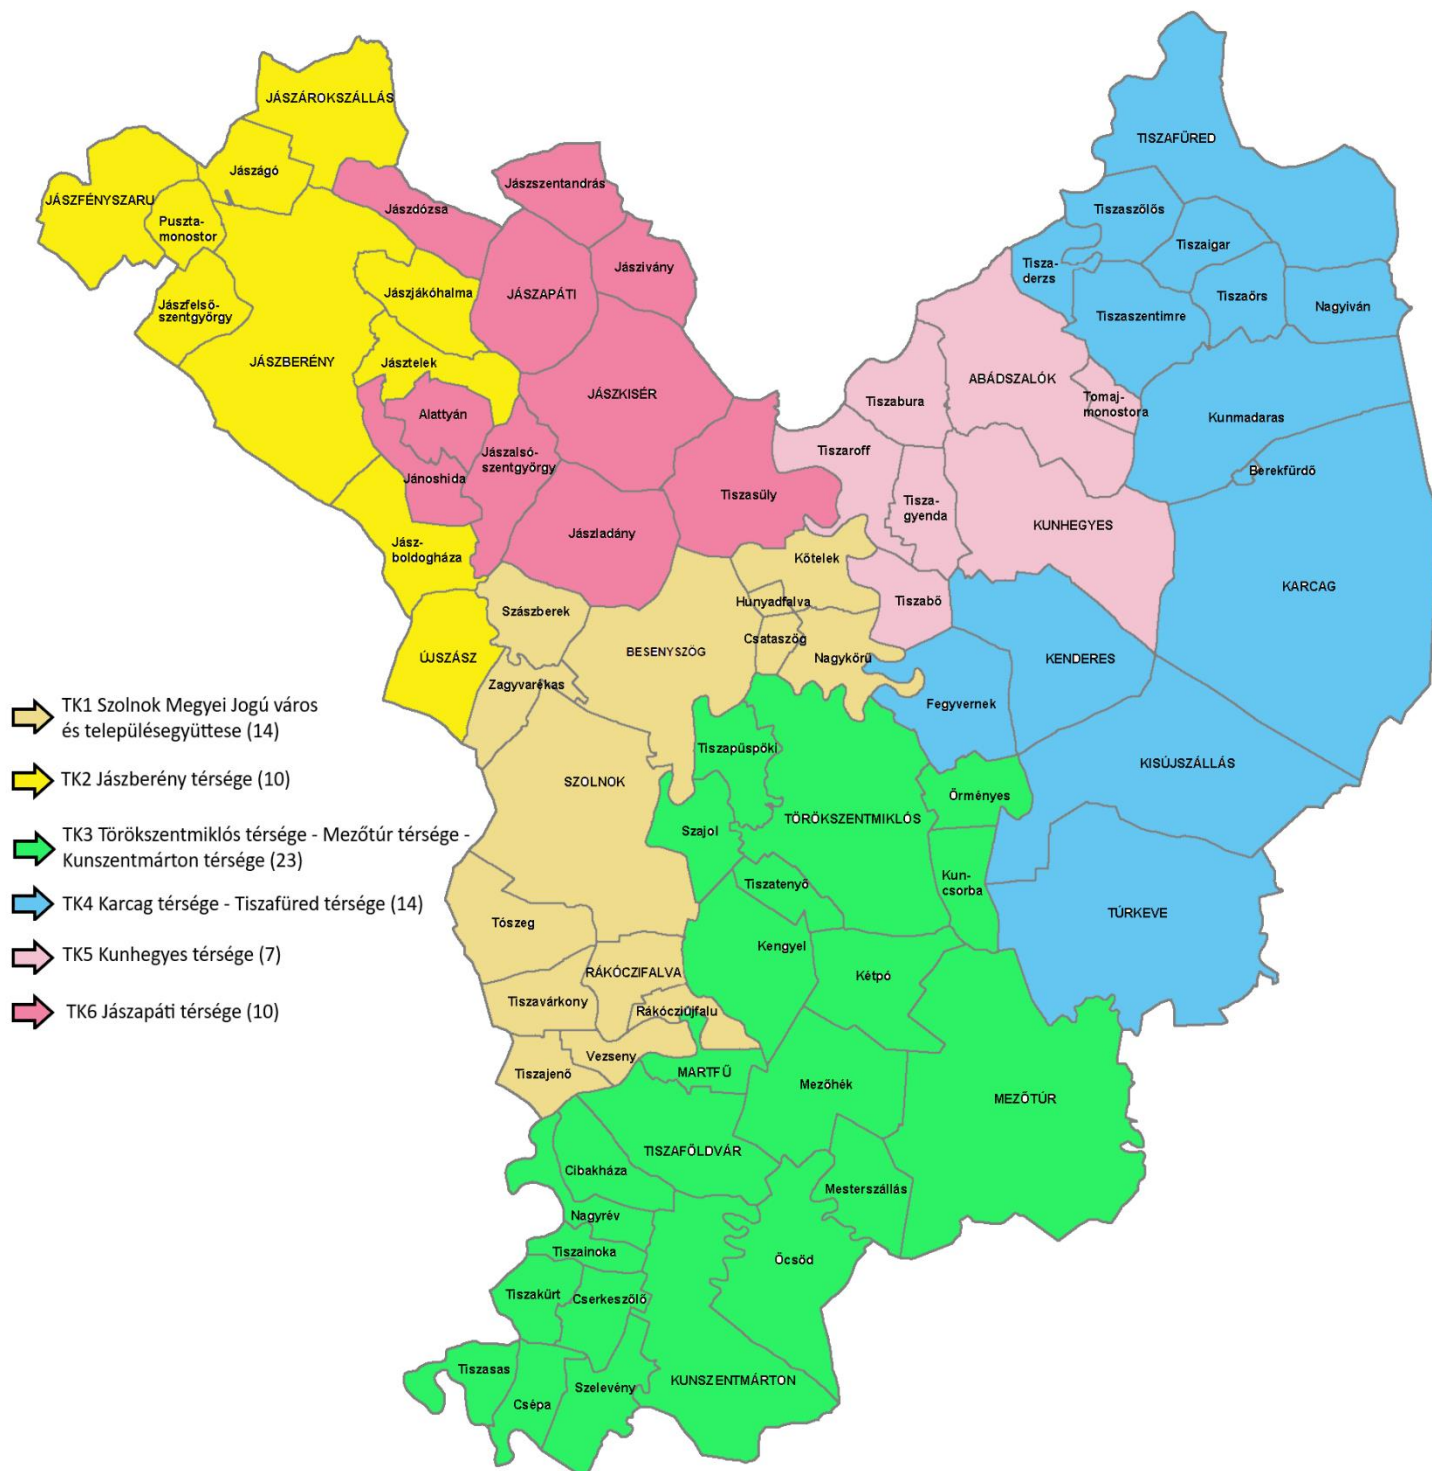 JÁSZÁROKSZÁLLÁS
TISZAFÜRED
Jászágó
Jászszentandrás
JÁSZFÉNYSZARU
Jászdózsa
Tiszaszőlős
Puszta-
monostor
Tiszaigar
Jászivány
Tisza-
derzs
Jászjákóhalma
JÁSZAPÁTI
Tiszaörs
Nagyiván
Jászfelső-
szentgyörgy
Tiszaszentimre
JÁSZBERÉNY
Jásztelek
ABÁDSZALÓK
JÁSZKISÉR
Tiszabura
Tomaj-
monostora
Alattyán
Kunmadaras
Jászalsó-
szentgyörgy
Tiszaroff
Berekfürdő
Jánoshida
Tiszasüly
Tisza-
gyenda
KUNHEGYES
Jászladány
Jász-
boldogháza
Kőtelek
KARCAG
Hunyadfalva
Tiszabő
Szászberek
Csataszög
BESENYSZÖG
Nagykörű
ÚJSZÁSZ
KENDERES
Zagyvarékas
Fegyvernek
TK1 Szolnok Megyei Jogú város
és településegyüttese (14)
Tiszapüspöki
KISÚJSZÁLLÁS
TK2 Jászberény térsége (10)
SZOLNOK
Örményes
TÖRÖKSZENTMIKLÓS
Szajol
TK3 Törökszentmiklós térsége - Mezőtúr térsége -
Kunszentmárton térsége (23)
Tiszatenyő
Kun-
csorba
TK4 Karcag térsége - Tiszafüred térsége (14)
TÚRKEVE
Tószeg
Kengyel
TK5 Kunhegyes térsége (7)
RÁKÓCZIFALVA
Kétpó
Tiszavárkony
TK6 Jászapáti térsége (10)
Rákócziújfalu
Vezseny
Tiszajenő
MARTFŰ
Mezőhék
MEZŐTÚR
TISZAFÖLDVÁR
Cibakháza
Mesterszállás
Nagyrév
Tiszainoka
Öcsöd
Tiszakürt
Cserkeszőlő
Tiszasas
KUNSZENTMÁRTON
Szelevény
Csépa